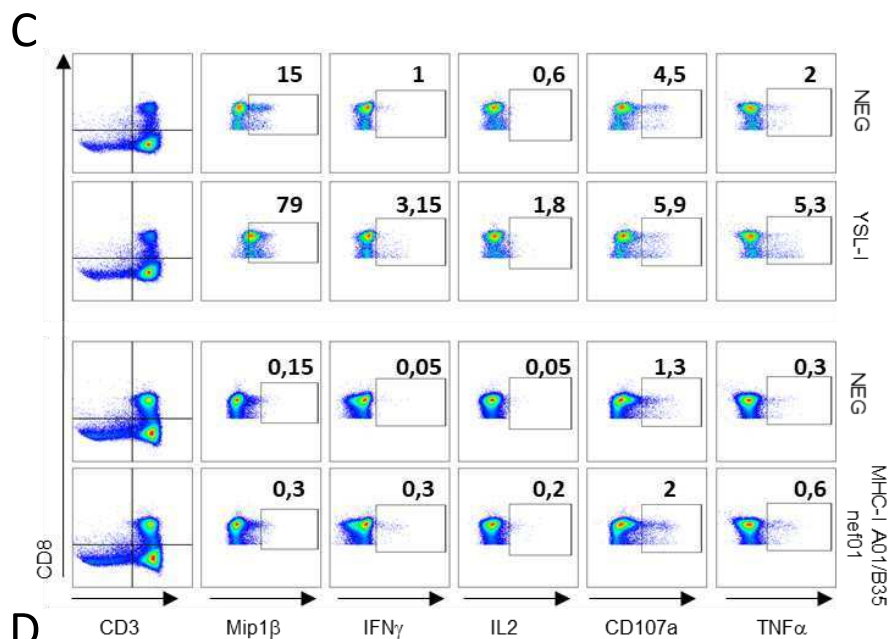 C
15 1 0,6 4,5 2
NEG
79 3,15 1,8 5,9 5,3
YSL-I
0,15 0,05 0,05 1,3 0,3
NEG
0,3 0,3 0,2 2 0,6
MHC-I A01/B35
nef01
CD8
CD3 Mip1β IFNγ IL2 CD107a TNFα
D